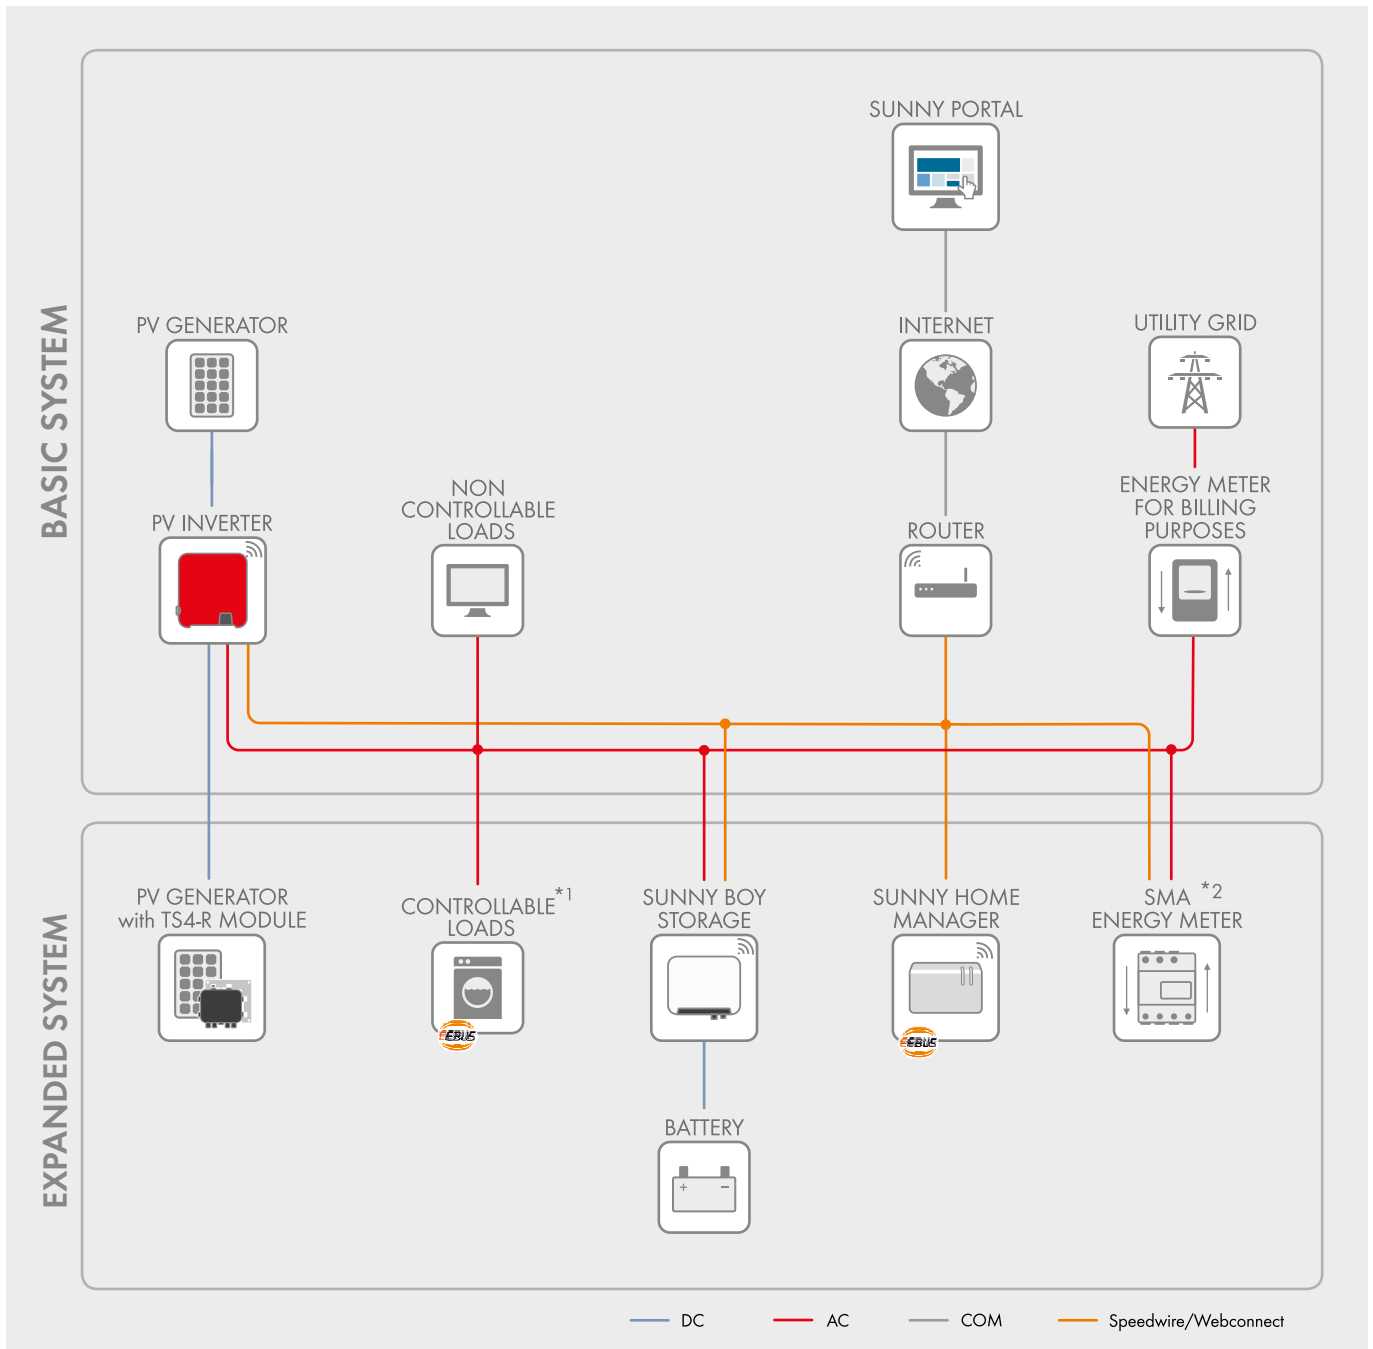 BASIC SYSTEM
SUNNY PORTAL
PV GENERATOR
INTERNET
UTILITY GRID
NON
CONTROLLABLE
LOADS
ENERGY METER
FOR BILLING
PURPOSES
PV INVERTER
ROUTER
EXPANDED SYSTEM
PV GENERATOR
with TS4-R MODULE
CONTROLLABLE*1
LOADS
SUNNY BOY
STORAGE
SUNNY HOME
MANAGER
SMA *2
ENERGY METER
EEBUS
EEBUS
BATTERY
+ −
DC
AC
COM
Speedwire/Webconnect